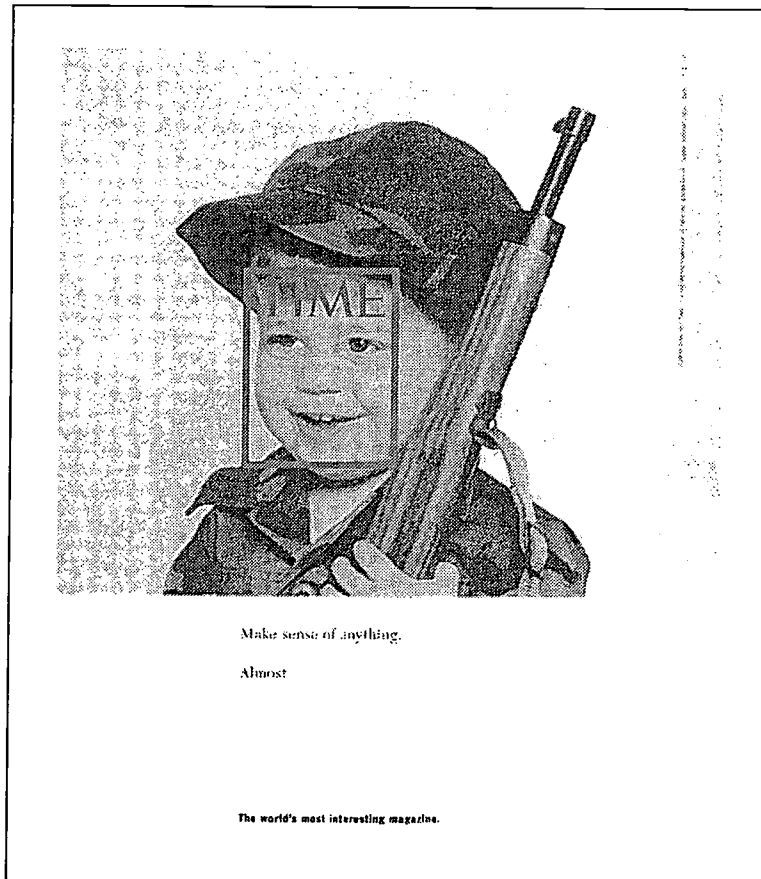 TIME
Make sense of anything.
Almost
The world's most interesting magazine.